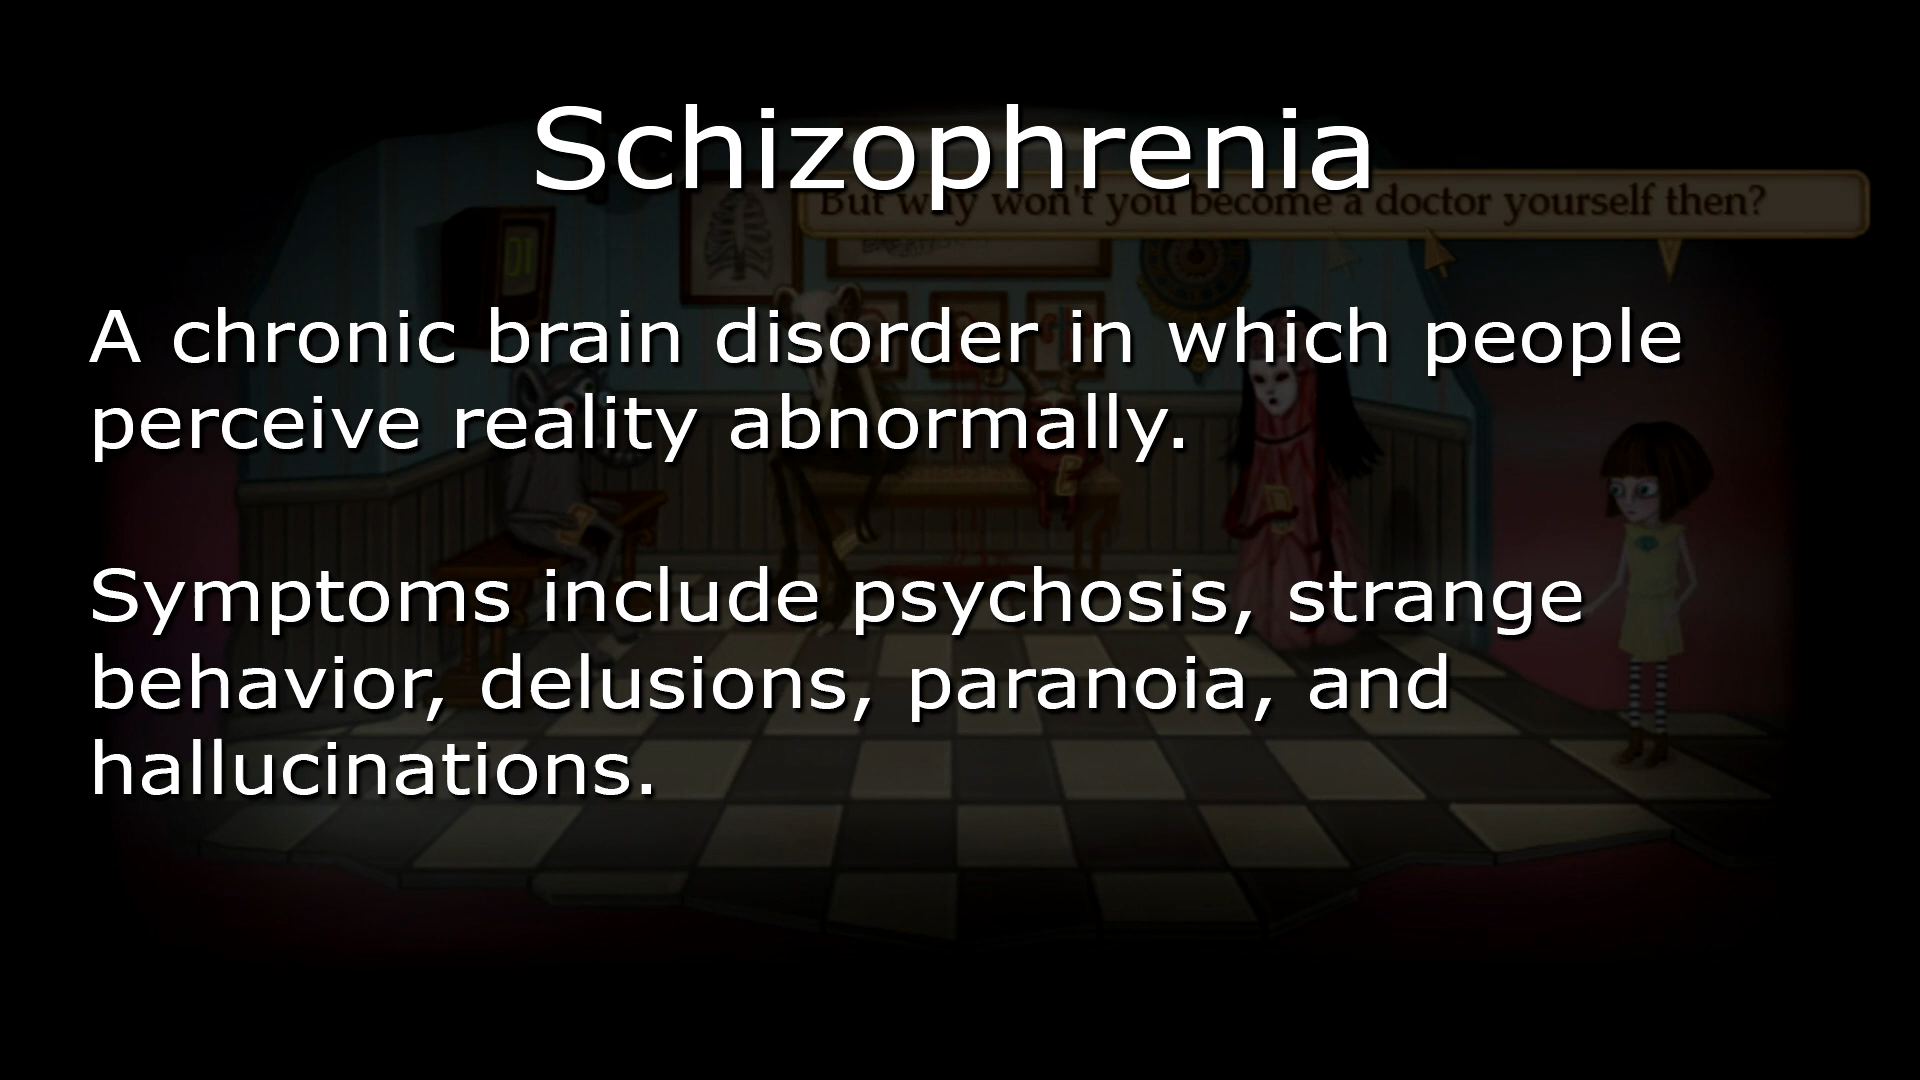 Schizophrenia
But why won't you become a doctor yourself then?
01
A chronic brain disorder in which people
perceive reality abnormally.
Symptoms include psychosis, strange
behavior, delusions, paranoia, and
hallucinations.